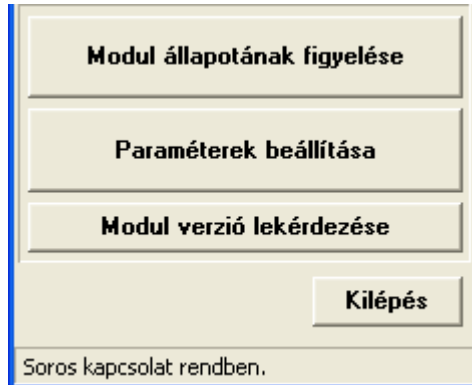 Modul állapotának figyelése
Paraméterek beállítása
Modul verzió lekérdezése
Kilépés
Soros kapcsolat rendben.